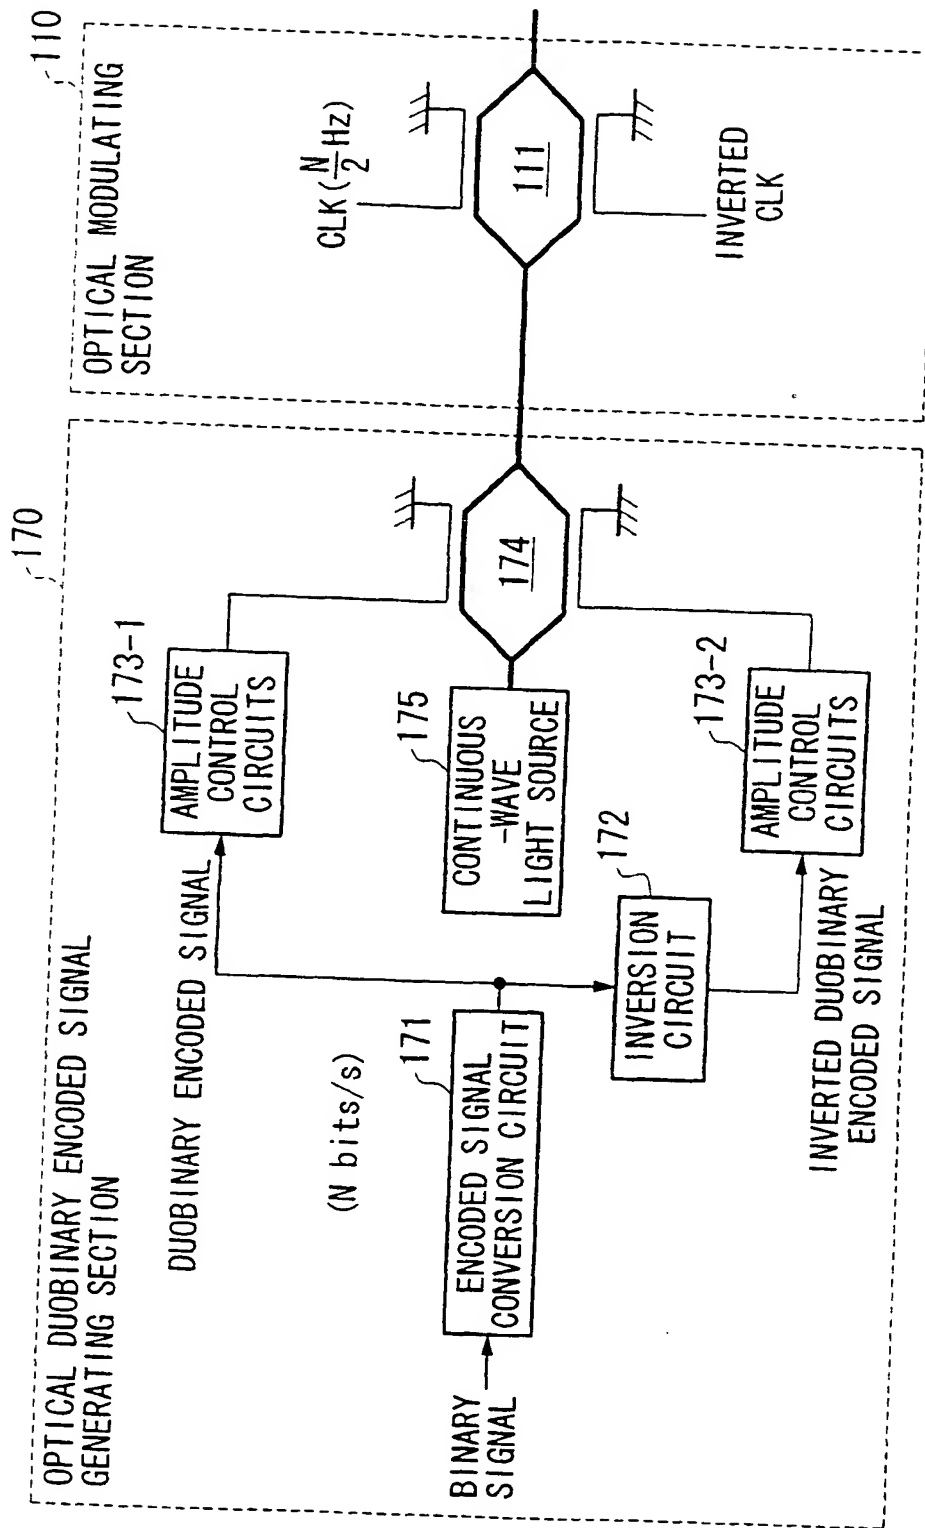 170
OPTICAL DUOBINARY ENCODED SIGNAL
GENERATING SECTION
BINARY
SIGNAL
171
ENCODED SIGNAL
CONVERSION CIRCUIT
(N bits/s)
DUOBINARY ENCODED SIGNAL
173-1
AMPLITUDE
CONTROL
CIRCUITS
175
CONTINUOUS
-WAVE
LIGHT SOURCE
172
INVERSION
CIRCUIT
INVERTED DUOBINARY
ENCODED SIGNAL
173-2
AMPLITUDE
CONTROL
CIRCUITS
174
110
OPTICAL MODULATING
SECTION
CLK (N/2 Hz)
111
INVERTED
CLK